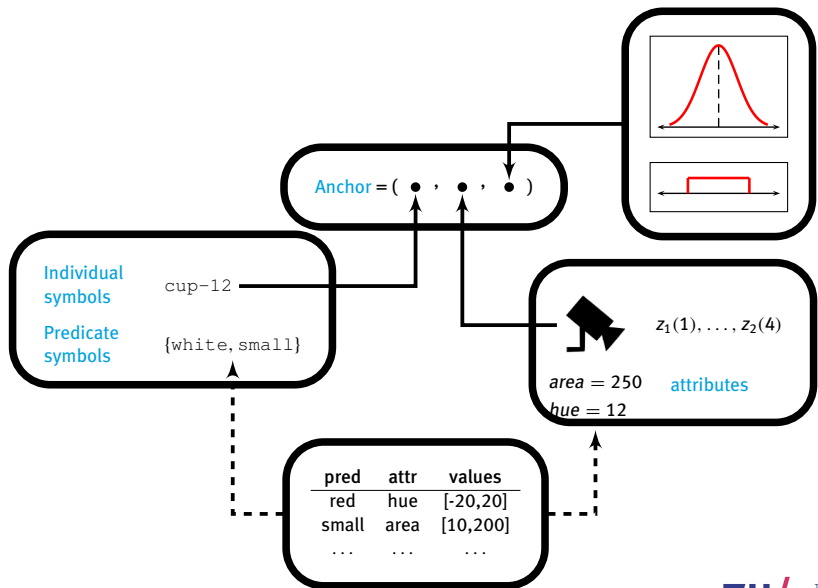 Anchor = ( • , • , • )
Individual symbols
cup-12
Predicate symbols
{white, small}
z₁(1), . . . , z₂(4)
area = 250
attributes
hue = 12
pred attr values
red hue [-20,20]
small area [10,200]
. . . . . . . . .